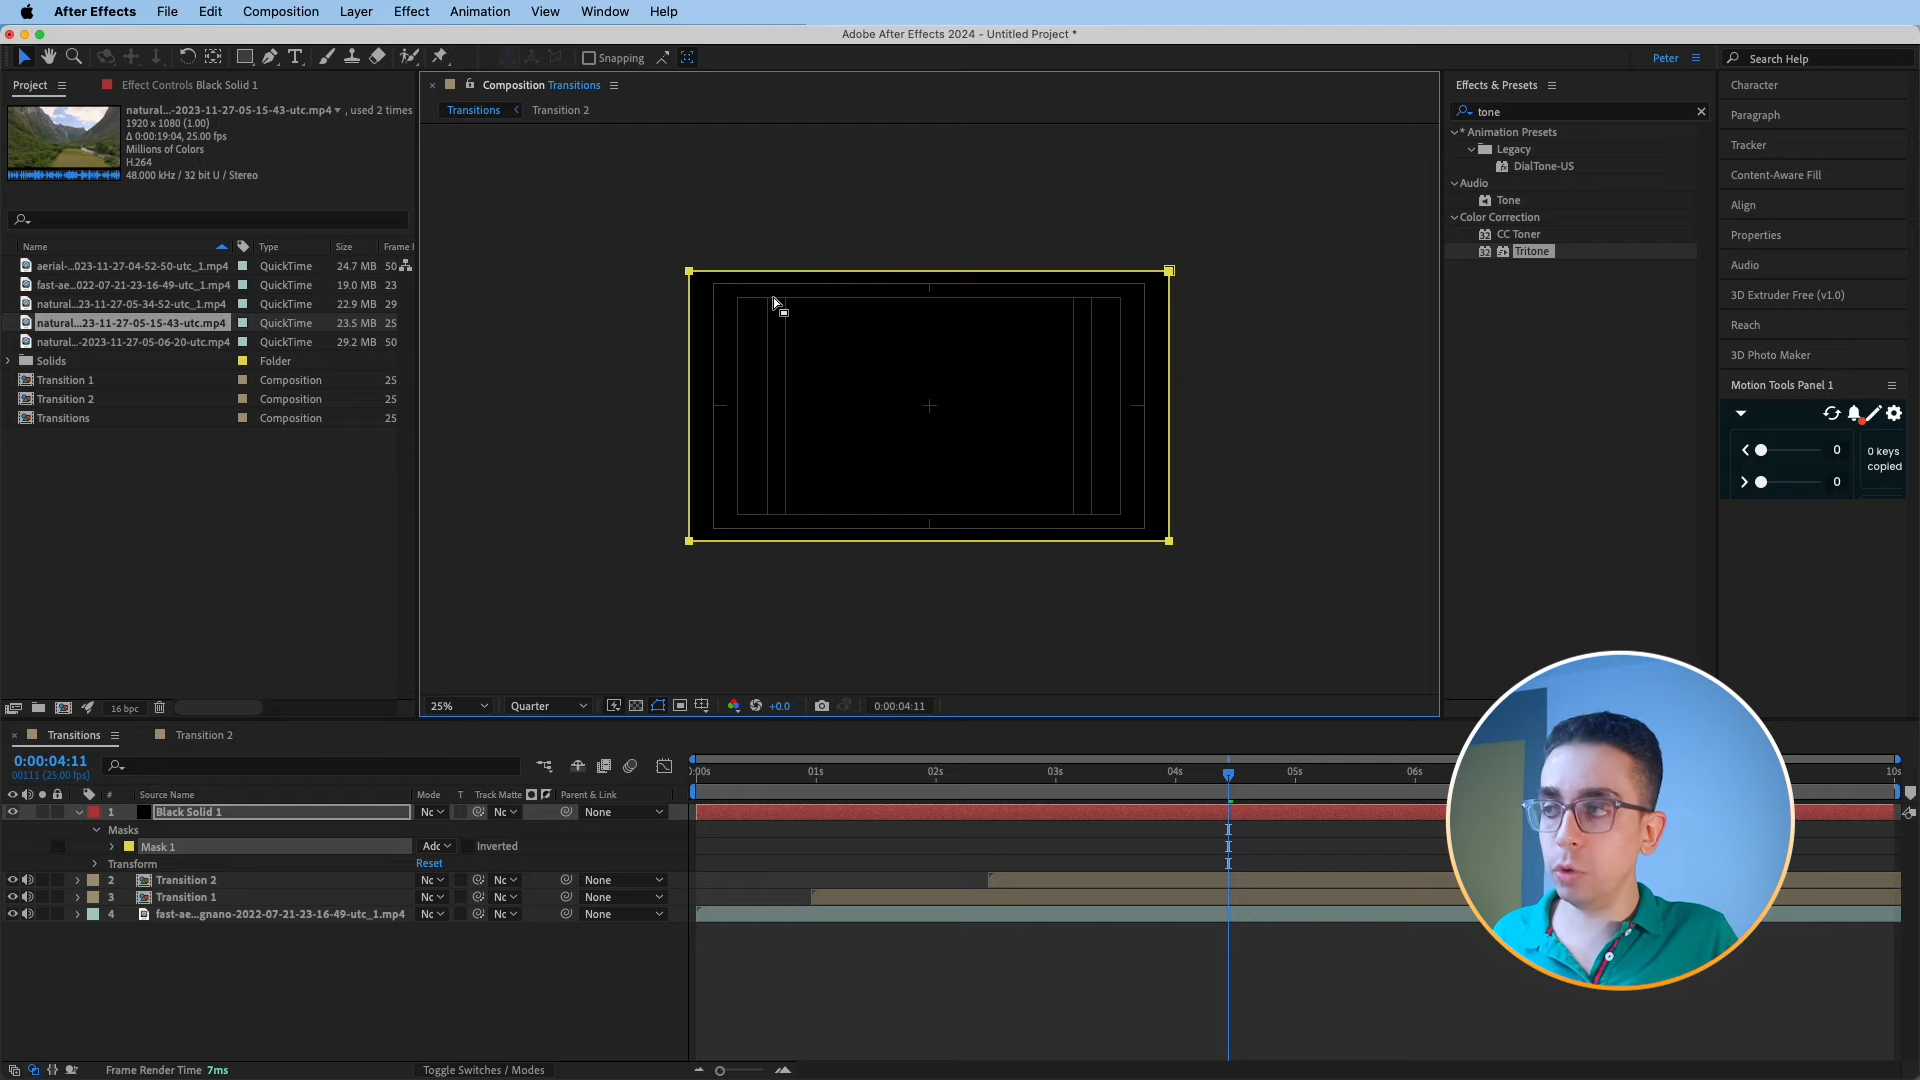 After Effects File Edit Composition Layer Effect Animation View Window Help
Adobe After Effects 2024 - Untitled Project *
Snapping
Peter
Search Help
Project
Effect Controls Black Solid 1
natural...-2023-11-27-05-15-43-utc.mp4 , used 2 times
1920 x 1080 (1.00)
Δ 0:00:19:04, 25.00 fps
Millions of Colors
H.264
48.000 kHz / 32 bit U / Stereo
Name Type Size Frame
aerial-...023-11-27-04-52-50-utc_1.mp4 QuickTime 24.7 MB 50
fast-ae...022-07-21-23-16-49-utc_1.mp4 QuickTime 19.0 MB 23
natural...23-11-27-05-34-52-utc_1.mp4 QuickTime 22.9 MB 29
natural...23-11-27-05-15-43-utc.mp4 QuickTime 23.5 MB 25
natural...-2023-11-27-05-06-20-utc.mp4 QuickTime 29.2 MB 50
Solids Folder
Transition 1 Composition 25
Transition 2 Composition 25
Transitions Composition 25
16 bpc
Composition Transitions
Transitions Transition 2
25% Quarter +0.0 0:00:04:11
Effects & Presets
tone
* Animation Presets
Legacy
DialTone-US
Audio
Tone
Color Correction
32 CC Toner
32 Tritone
Character
Paragraph
Tracker
Content-Aware Fill
Align
Properties
Audio
3D Extruder Free (v1.0)
Reach
3D Photo Maker
Motion Tools Panel 1
0
0 keys
copied
0
Transitions
Transition 2
0:00:04:11
00111 (25.00 fps)
:00s 01s 02s 03s 04s 05s 06s 10s
# Source Name Mode T Track Matte Parent & Link
1 Black Solid 1 Nc Nc None
Masks
Mask 1 Adc Inverted
Transform Reset
2 Transition 2 Nc Nc None
3 Transition 1 Nc Nc None
4 fast-ae...gnano-2022-07-21-23-16-49-utc_1.mp4 Nc Nc None
Frame Render Time 7ms
Toggle Switches / Modes